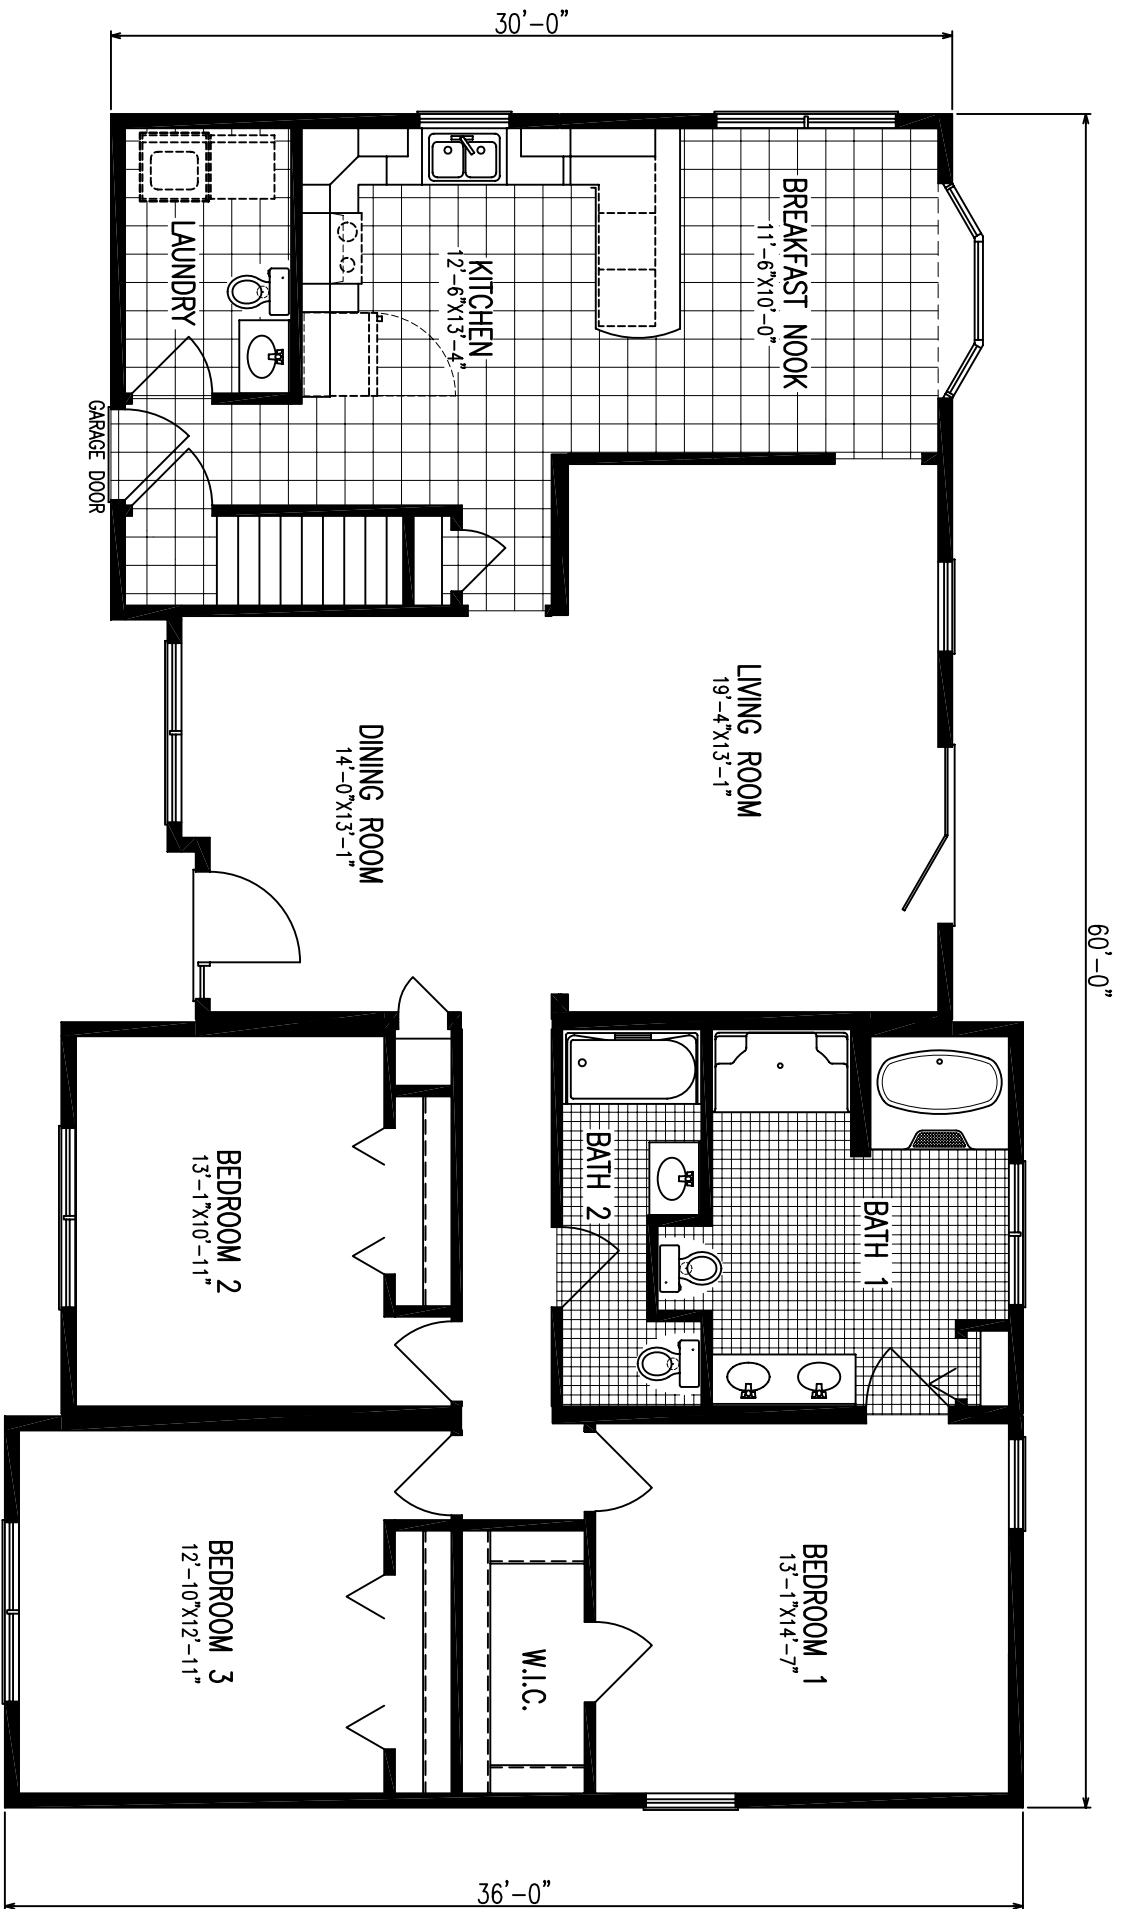 30'-0"
60'-0"
BREAKFAST NOOK
11'-6"X10'-0"
KITCHEN
12'-6"X13'-4"
LAUNDRY
GARAGE DOOR
LIVING ROOM
19'-4"X13'-1"
DINING ROOM
14'-0"X13'-1"
BATH 1
BATH 2
BEDROOM 2
13'-1"X10'-11"
BEDROOM 1
13'-1"X14'-7"
W.I.C.
BEDROOM 3
12'-10"X12'-11"
36'-0"